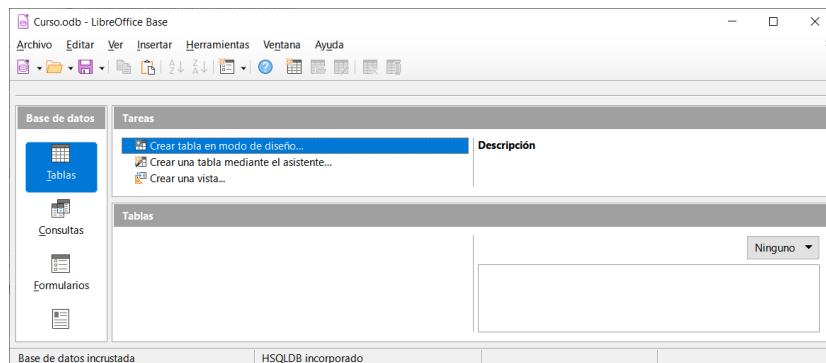 Curso.odb - LibreOffice Base
Archivo Editar Ver Insertar Herramientas Ventana Ayuda
Base de datos
Tareas
Crear tabla en modo de diseño...
Crear una tabla mediante el asistente...
Crear una vista...
Descripción
Tablas
Consultas
Formularios
Tablas
Ninguno
Base de datos incrustada
HSQLDB incorporado